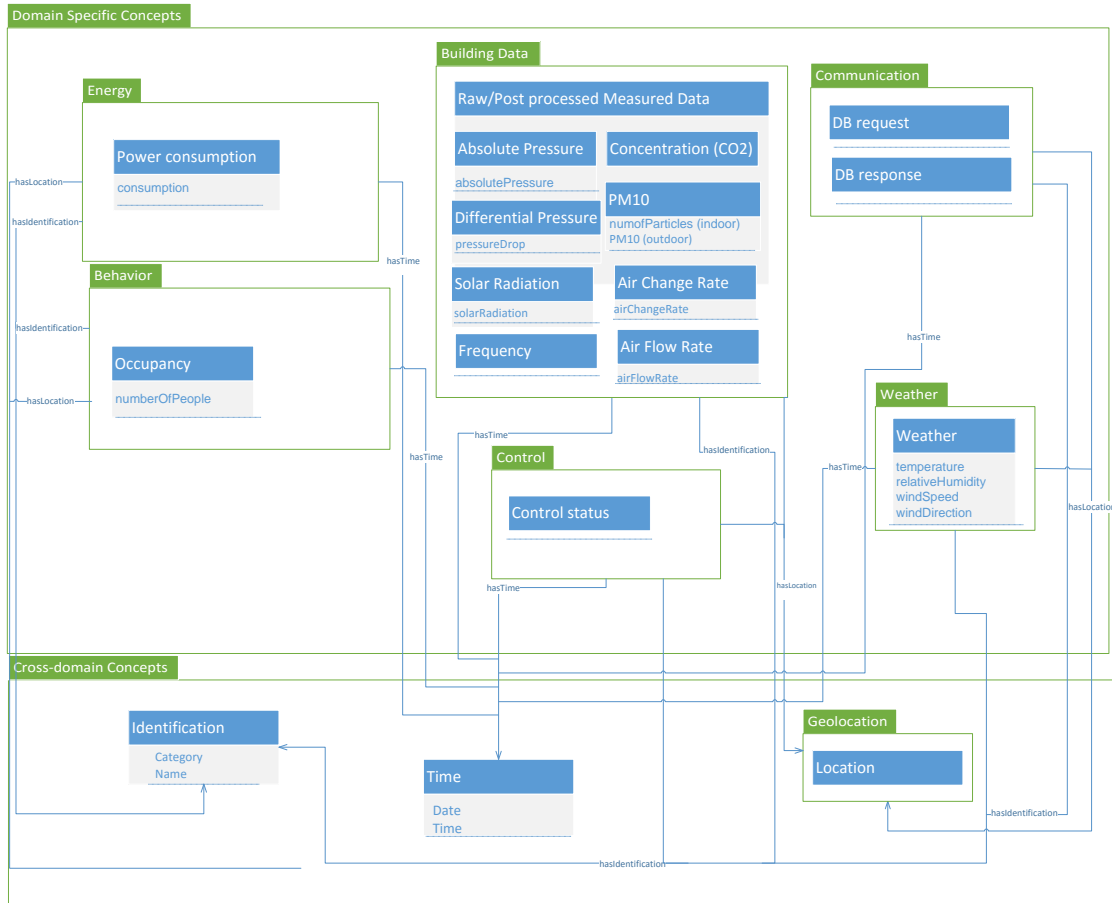 Domain Specific Concepts
Building Data
Energy
Communication
Raw/Post processed Measured Data
DB request
Power consumption
consumption
Absolute Pressure
absolutePressure
Concentration (CO2)
DB response
hasLocation
hasIdentification
PM10
numofParticles (indoor)
PM10 (outdoor)
Differential Pressure
pressureDrop
hasTime
Behavior
Solar Radiation
solarRadiation
Air Change Rate
airChangeRate
hasIdentification
hasTime
Occupancy
numberOfPeople
Frequency
Air Flow Rate
airFlowRate
hasLocation
Weather
hasTime
hasTime
hasIdentification
Control
Weather
temperature
relativeHumidity
windSpeed
windDirection
hasTime
Control status
hasLocation
hasTime
hasLocation
Cross-domain Concepts
Identification
Category
Name
Geolocation
Time
Date
Time
Location
hasIdentification
hasIdentification